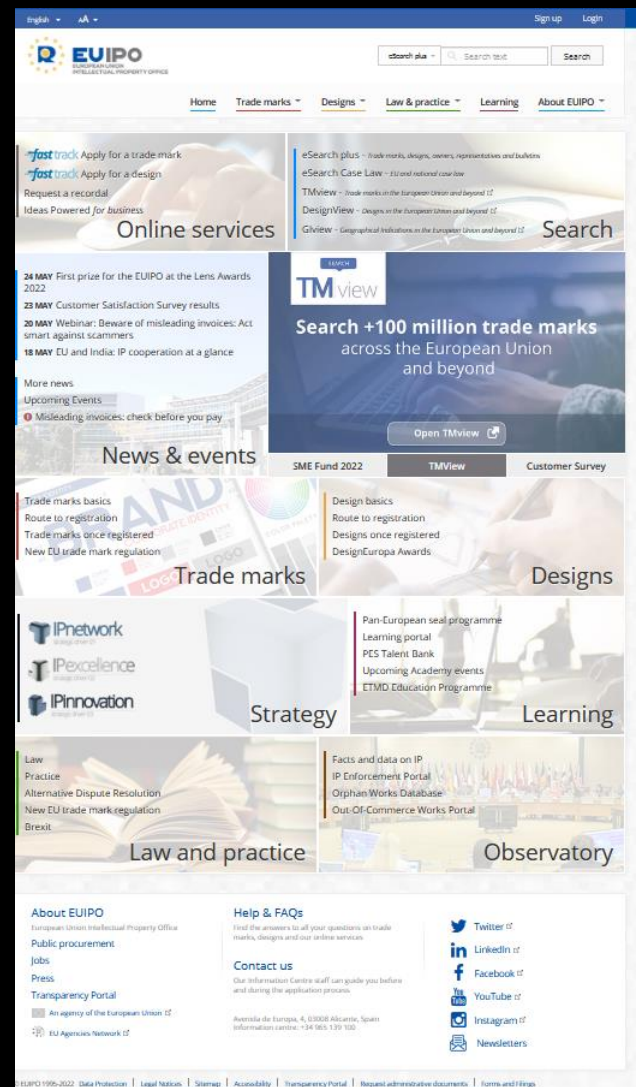 English
AA
Sign up Login
EUIPO
EUROPEAN UNION
INTELLECTUAL PROPERTY OFFICE
eSearch plus
Search text
Search
Home Trade marks Designs Law & practice Learning About EUIPO
fast track Apply for a trade mark
fast track Apply for a design
Request a recordal
Ideas Powered for business
Online services
eSearch plus - Trade marks, designs, owners, representatives and bulletins
eSearch Case Law - EU and national case law
TMview - Trade marks in the European Union and beyond
DesignView - Designs in the European Union and beyond
GIview - Geographical Indications in the European Union and beyond
Search
24 MAY First prize for the EUIPO at the Lens Awards
2022
23 MAY Customer Satisfaction Survey results
20 MAY Webinar: Beware of misleading invoices: Act
smart against scammers
18 MAY EU and India: IP cooperation at a glance
More news
Upcoming Events
Misleading invoices: check before you pay
News & events
SEARCH
TM view
Search +100 million trade marks
across the European Union
and beyond
Open TMview
SME Fund 2022 TMView Customer Survey
Trade marks basics
Route to registration
Trade marks once registered
New EU trade mark regulation
BRAND
LOGO
LOGO
Trade marks
Design basics
Route to registration
Designs once registered
DesignEuropa Awards
Designs
IPnetwork
IPexcellence
IPinnovation
Strategy
Pan-European seal programme
Learning portal
PES Talent Bank
Upcoming Academy events
ETMD Education Programme
Learning
Law
Practice
Alternative Dispute Resolution
New EU trade mark regulation
Brexit
Law and practice
Facts and data on IP
IP Enforcement Portal
Orphan Works Database
Out-Of-Commerce Works Portal
Observatory
About EUIPO
European Union Intellectual Property Office
Public procurement
Jobs
Press
Transparency Portal
An agency of the European Union
EU Agencies Network
Help & FAQs
Find the answers to all your questions on trade
marks, designs and our online services
Contact us
Our Information Centre staff can guide you before
and during the application process
Avenida de Europa, 4, 03008 Alicante, Spain
Information centre: +34 965 139 100
Twitter
LinkedIn
Facebook
YouTube
Instagram
Newsletters
© EUIPO 1995-2022 Data Protection | Legal Notices | Sitemap | Accessibility | Transparency Portal | Request administrative documents | Forms and Filings